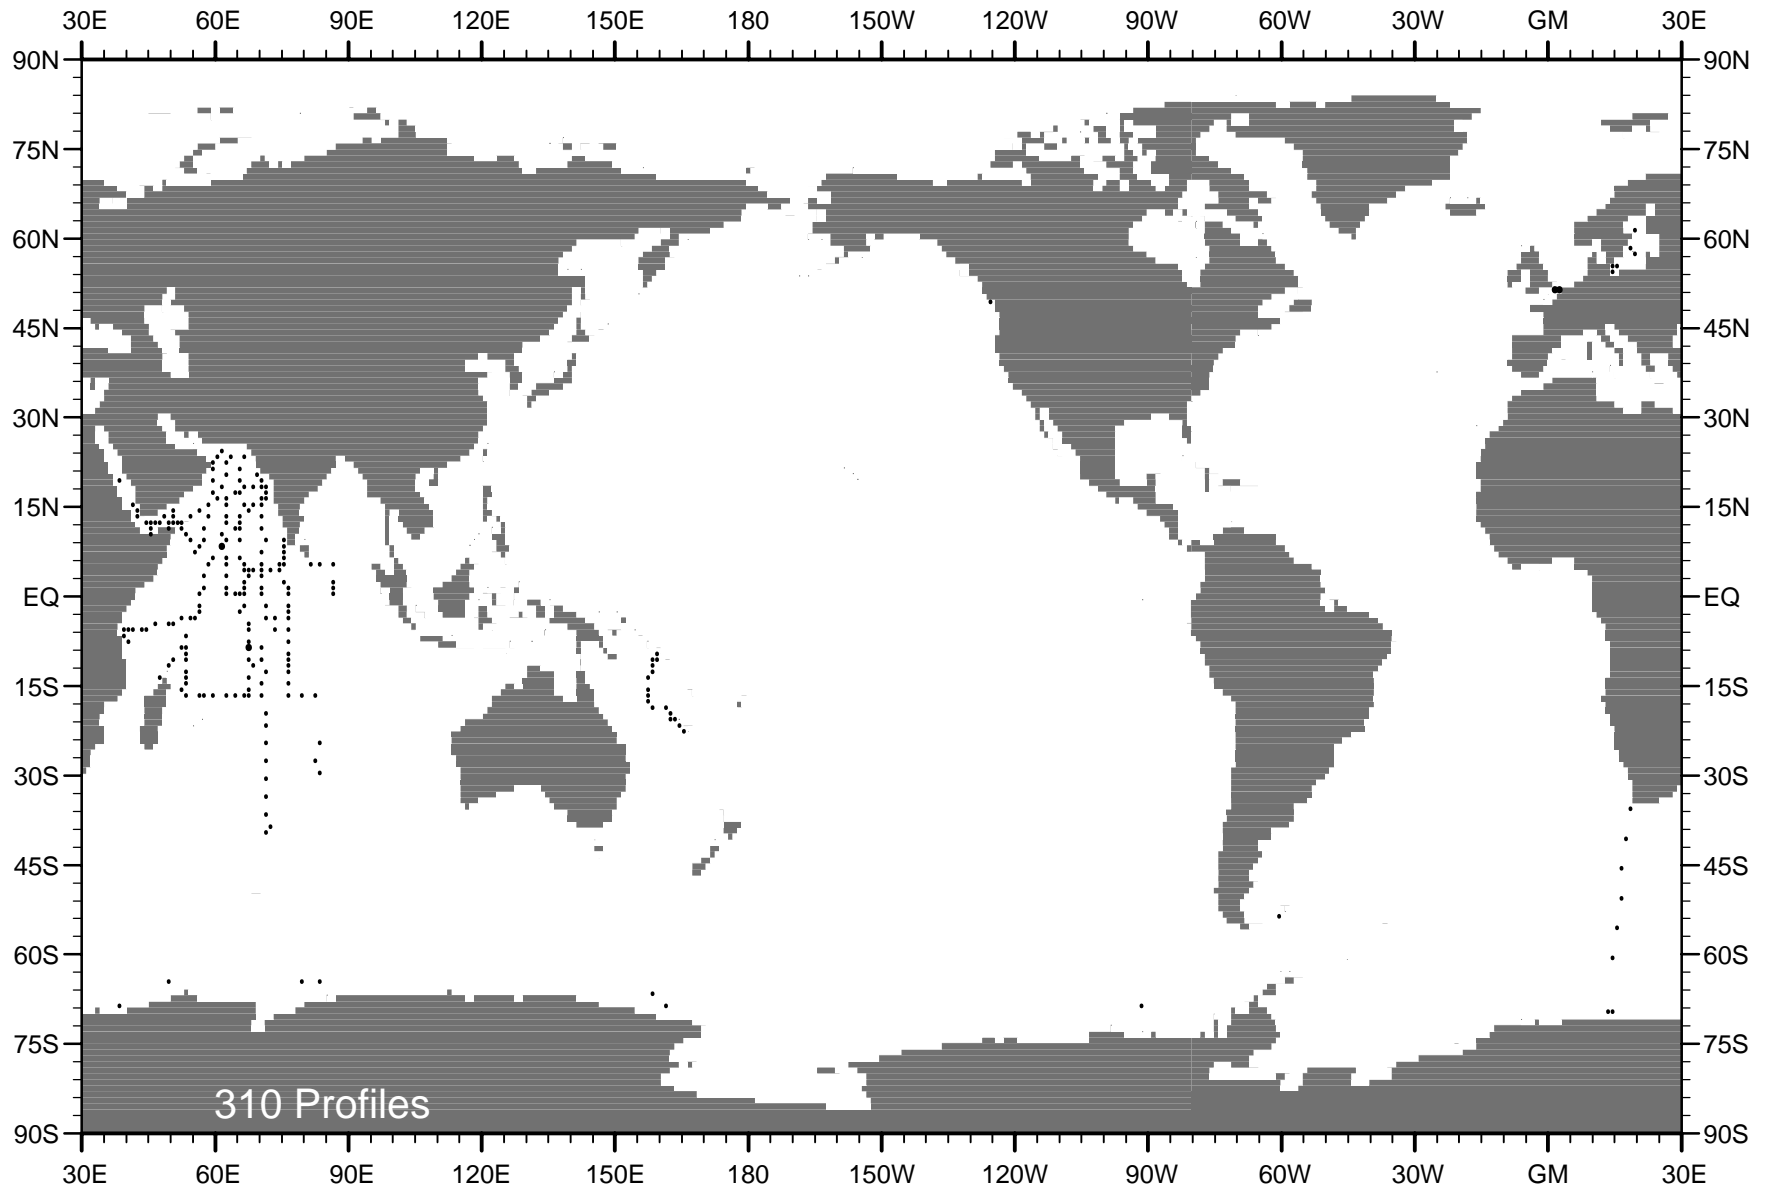 30E 60E 90E 120E 150E 180 150W 120W 90W 60W 30W GM 30E
90N 90N
75N 75N
60N 60N
45N 45N
30N 30N
15N 15N
EQ EQ
15S 15S
30S 30S
45S 45S
60S 60S
75S 75S
310 Profiles
90S 90S
30E 60E 90E 120E 150E 180 150W 120W 90W 60W 30W GM 30E